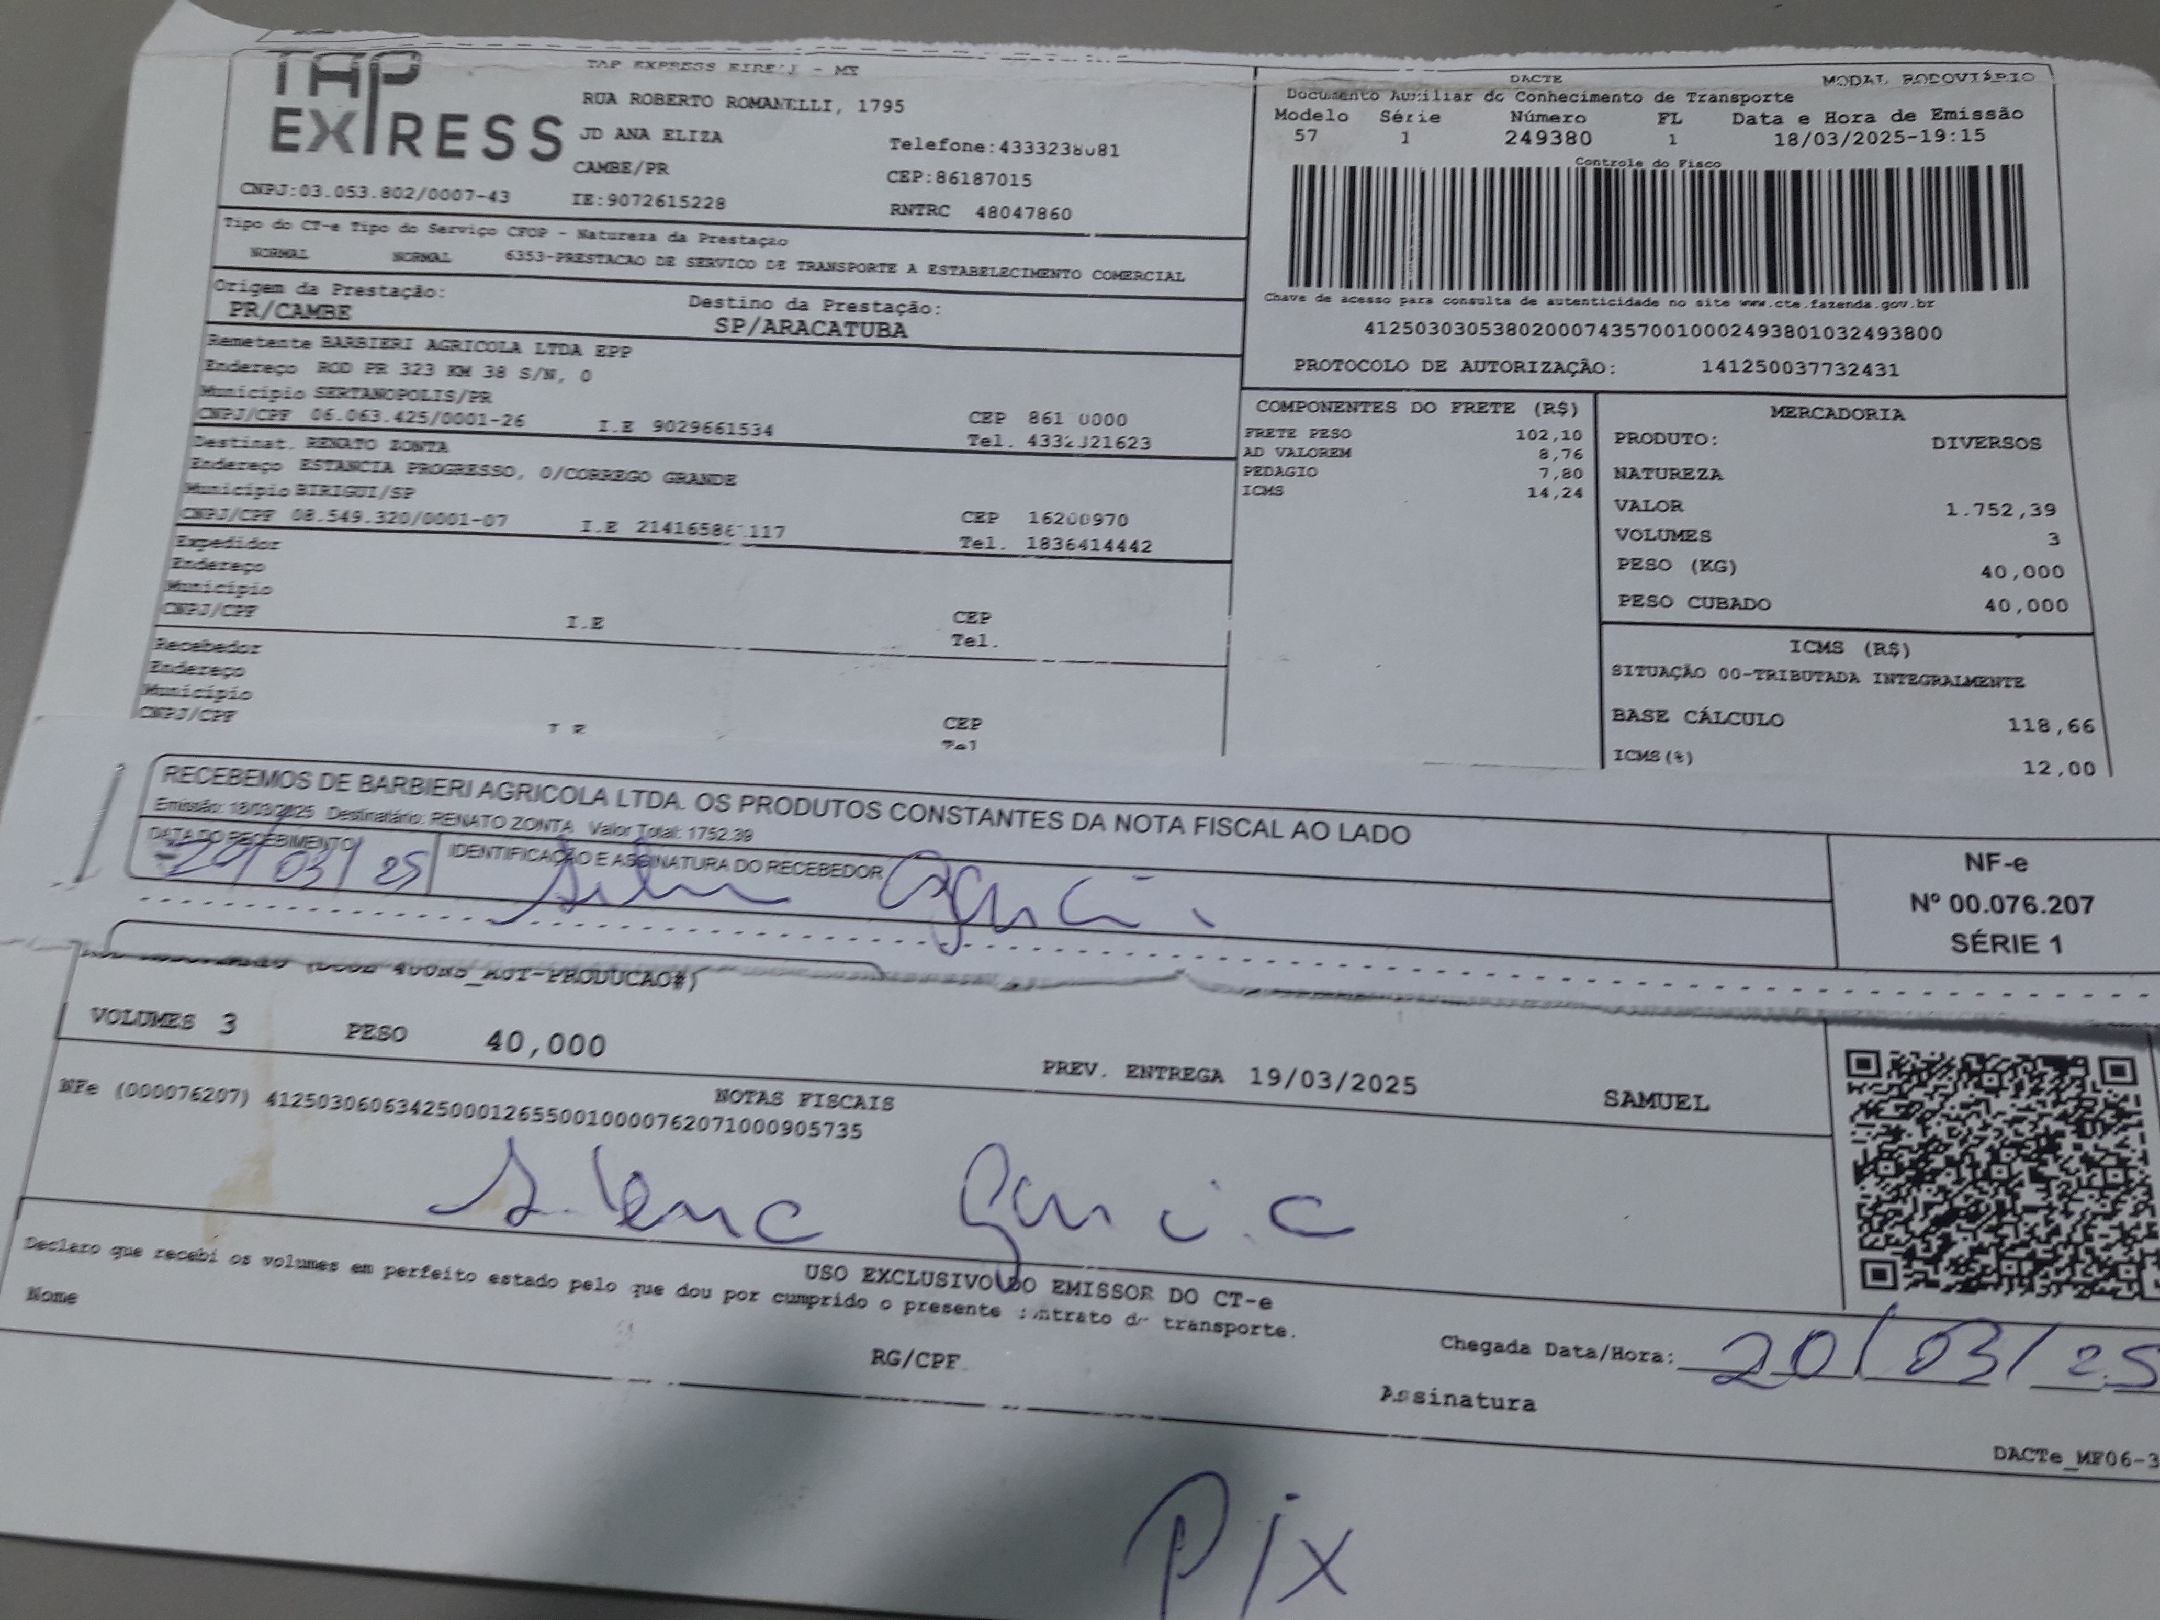 TAP EXPRESS
TAP EXPRESS EIRELI - ME
RUA ROBERTO ROMANELLI, 1795
JD ANA ELIZA
Telefone:4333238081
CAMBE/PR
CEP:86187015
CNPJ:03.053.802/0007-43 IE:9072615228 RNTRC 48047860
DACTE MODAL RODOVIÁRIO
Documento Auxiliar do Conhecimento de Transporte
Modelo Série Número FL Data e Hora de Emissão
57 1 249380 1 18/03/2025-19:15
Controle do Fisco
Chave de acesso para consulta de autenticidade no site www.cte.fazenda.gov.br
41250303053802000743570010002493801032493800
PROTOCOLO DE AUTORIZAÇÃO: 141250037732431
Tipo do CT-e Tipo do Serviço CFOP - Natureza da Prestação
NORMAL NORMAL 6353-PRESTACAO DE SERVICO DE TRANSPORTE A ESTABELECIMENTO COMERCIAL
Origem da Prestação: Destino da Prestação:
PR/CAMBE SP/ARACATUBA
Remetente BARBIERI AGRICOLA LTDA EPP
Endereço ROD PR 323 KM 38 S/N, 0
Município SERTANOPOLIS/PR
CNPJ/CPF 06.063.425/0001-26 I.E 9029661534 CEP 861 0000
Tel.
Destinat. RENATO ZONTA
Endereço ESTANCIA PROGRESSO, 0/CORREGO GRANDE
Município BIRIGUI/SP
CNPJ/CPF 08.549.320/0001-07 I.E CEP 16200970
Tel. 1836414442
Expedidor
Endereço
Município
CNPJ/CPF I.E CEP
Tel.
Recebedor
Endereço
Município
CNPJ/CPF I E CEP
Tel
COMPONENTES DO FRETE (R$)
FRETE PESO 102,10
AD VALOREM 8,76
PEDAGIO 7,80
ICMS 14,24
MERCADORIA
PRODUTO: DIVERSOS
NATUREZA
VALOR 1.752,39
VOLUMES 3
PESO (KG) 40,000
PESO CUBADO 40,000
ICMS (R$)
SITUAÇÃO 00-TRIBUTADA INTEGRALMENTE
BASE CÁLCULO 118,66
ICMS(%) 12,00
RECEBEMOS DE BARBIERI AGRICOLA LTDA. OS PRODUTOS CONSTANTES DA NOTA FISCAL AO LADO
Emissão: 18/03/2025 Destinatário: RENATO ZONTA Valor Total: 1752.39
DATA DO RECEBIMENTO IDENTIFICAÇÃO E ASSINATURA DO RECEBEDOR
20/03/25
NF-e
Nº 00.076.207
SÉRIE 1
VOLUMES 3 PESO 40,000 PREV. ENTREGA 19/03/2025 SAMUEL
NOTAS FISCAIS
NFe (000076207) 41250306063425000126550010000762071000905735
USO EXCLUSIVO DO EMISSOR DO CT-e
Declaro que recebi os volumes em perfeito estado pelo que dou por cumprido o presente contrato de transporte.
Nome RG/CPF Chegada Data/Hora: 20/03/25
Assinatura
DACTe_MF06-3
Pix